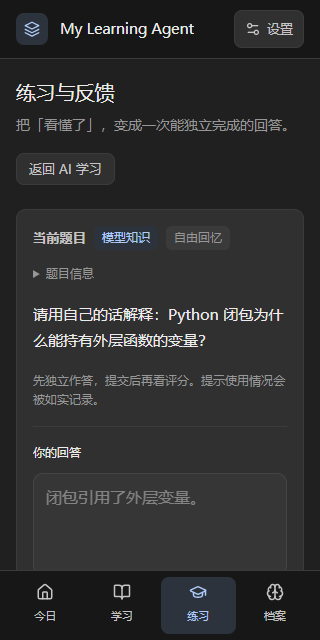 My Learning Agent
设置
练习与反馈
把「看懂了」，变成一次能独立完成的回答。
返回 AI 学习
当前题目 模型知识 自由回忆
▶ 题目信息
请用自己的话解释：Python 闭包为什
么能持有外层函数的变量？
先独立作答，提交后再看评分。提示使用情况会
被如实记录。
你的回答
闭包引用了外层变量。
今日 学习 练习 档案